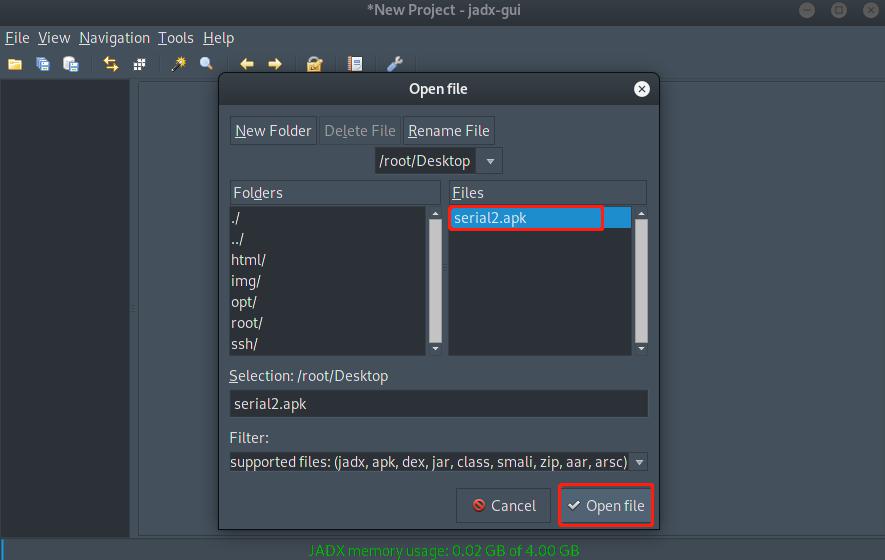 *New Project - jadx-gui
File View Navigation Tools Help
Open file
New Folder Delete File Rename File
/root/Desktop
Folders Files
./ serial2.apk
../
html/
img/
opt/
root/
ssh/
Selection: /root/Desktop
serial2.apk
Filter:
supported files: (jadx, apk, dex, jar, class, smali, zip, aar, arsc)
Cancel Open file
JADX memory usage: 0.02 GB of 4.00 GB